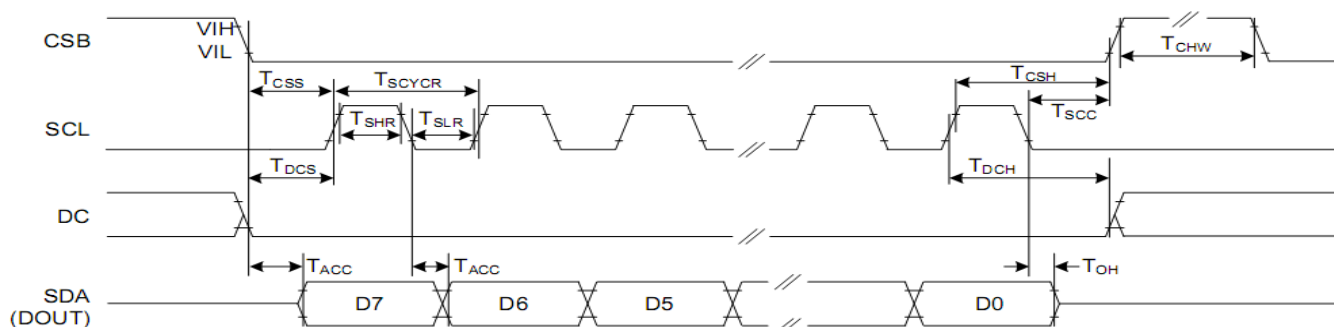 CSB
VIH
VIL
TCHW
TCSS
TSCYCR
TCSH
SCL
TSHR
TSLR
TSCC
TDCS
TDCH
DC
TACC
TACC
TOH
SDA
(DOUT)
D7
D6
D5
D0